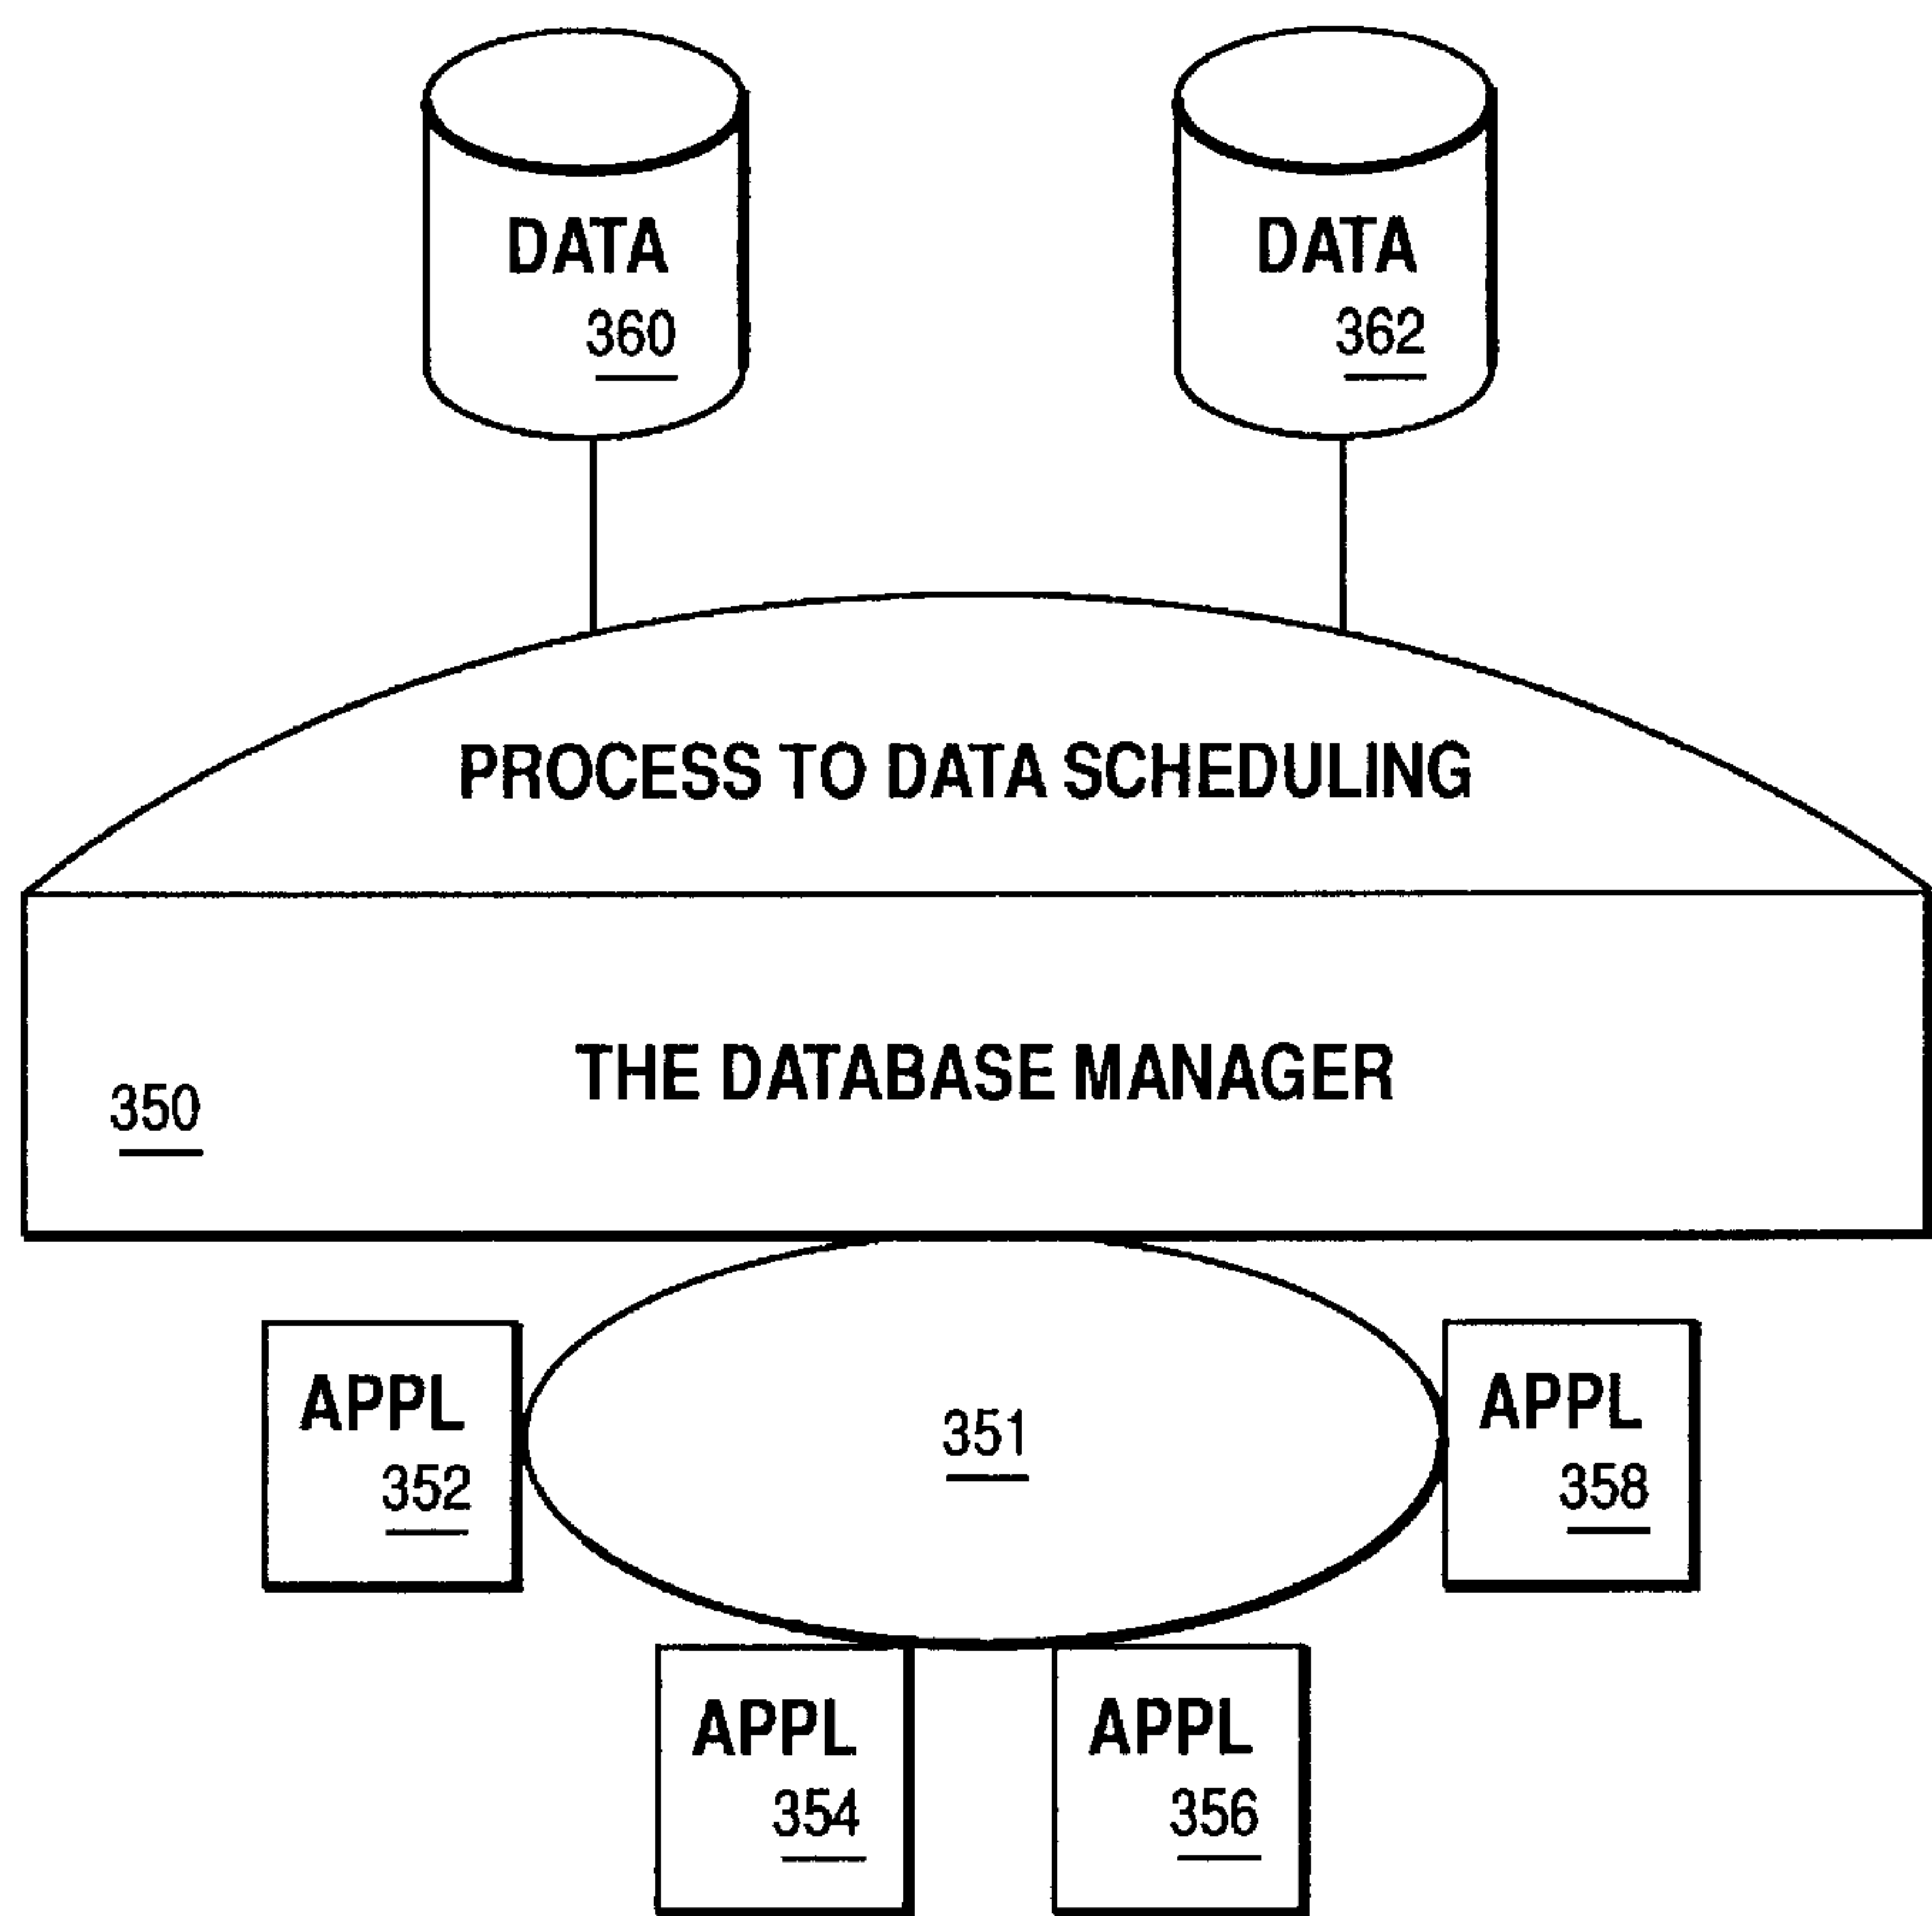 DATA
360
DATA
362
PROCESS TO DATA SCHEDULING
THE DATABASE MANAGER
350
APPL
352
351
APPL
358
APPL
354
APPL
356